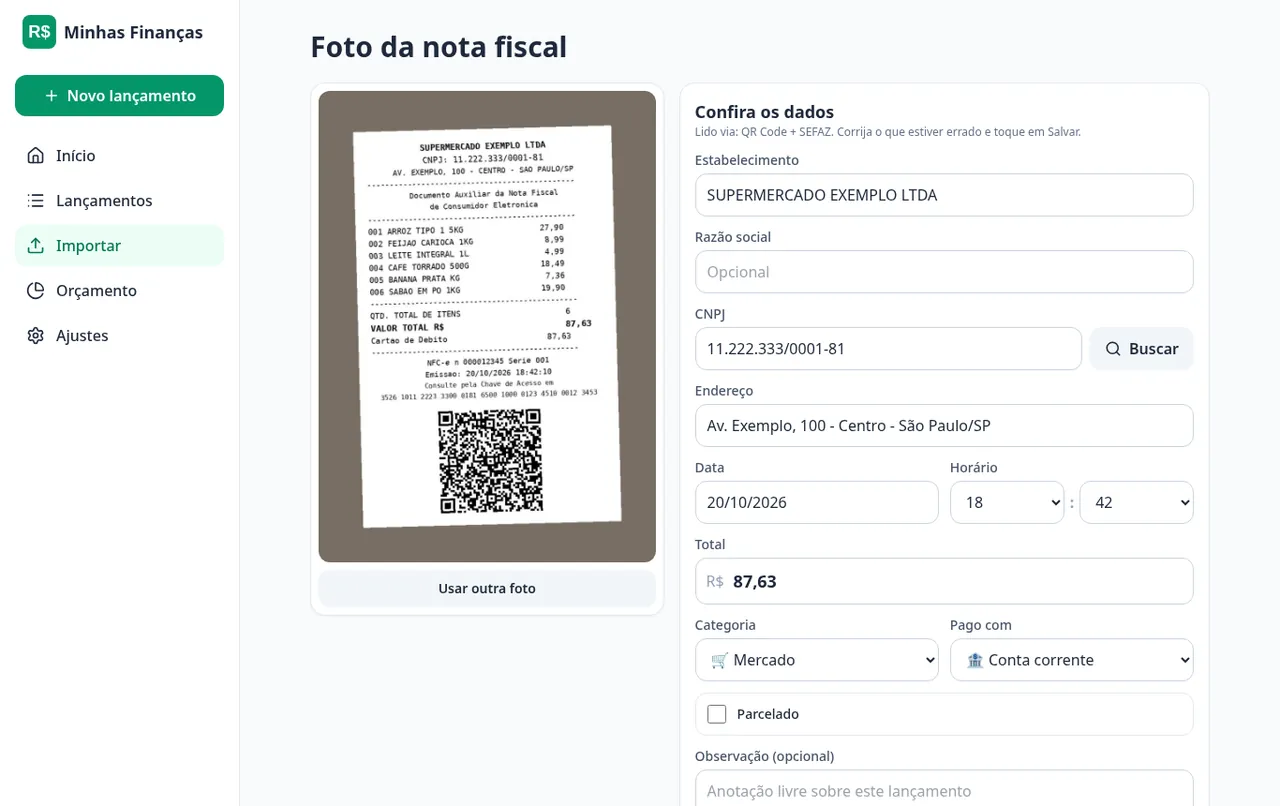 R$ Minhas Finanças
+ Novo lançamento
Início
Lançamentos
Importar
Orçamento
Ajustes
Foto da nota fiscal
SUPERMERCADO EXEMPLO LTDA
CNPJ: 11.222.333/0001-81
AV. EXEMPLO, 100 - CENTRO - SAO PAULO/SP
Documento Auxiliar da Nota Fiscal
de Consumidor Eletronica
001 ARROZ TIPO 1 5KG 27,90
002 FEIJAO CARIOCA 1KG 8,99
003 LEITE INTEGRAL 1L 4,99
004 CAFE TORRADO 500G 18,49
005 BANANA PRATA KG 7,36
006 SABAO EM PO 1KG 19,90
QTD. TOTAL DE ITENS 6
VALOR TOTAL R$ 87,63
Cartao de Debito 87,63
NFC-e n 000012345 Serie 001
Emissao: 20/10/2026 18:42:10
Consulte pela Chave de Acesso em
3526 1011 2223 3300 0181 6500 1000 0123 4510 0012 3453
Usar outra foto
Confira os dados
Lido via: QR Code + SEFAZ. Corrija o que estiver errado e toque em Salvar.
Estabelecimento
SUPERMERCADO EXEMPLO LTDA
Razão social
Opcional
CNPJ
11.222.333/0001-81
Buscar
Endereço
Av. Exemplo, 100 - Centro - São Paulo/SP
Data
Horário
20/10/2026
18 : 42
Total
R$ 87,63
Categoria
Pago com
Mercado
Conta corrente
Parcelado
Observação (opcional)
Anotação livre sobre este lançamento